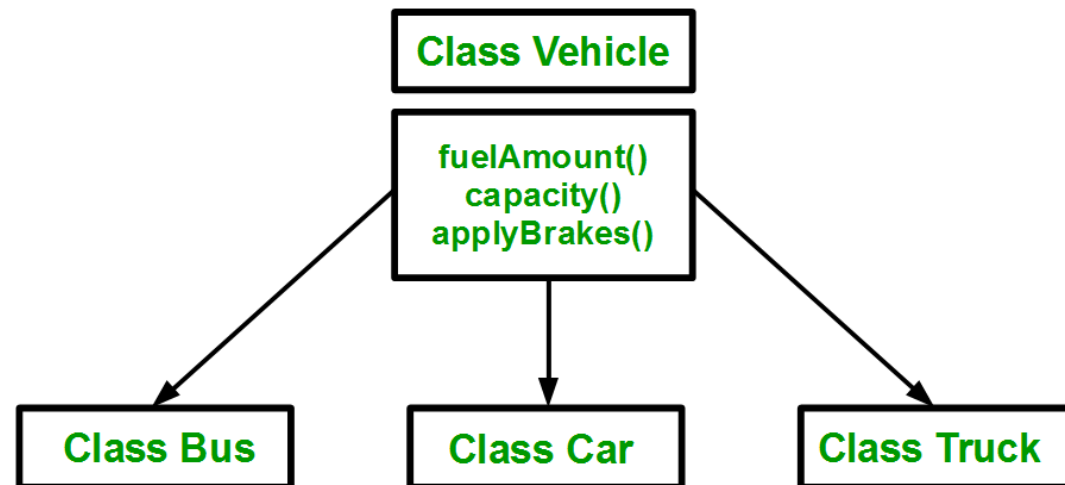 Class Vehicle
fuelAmount()
capacity()
applyBrakes()
Class Bus
Class Car
Class Truck